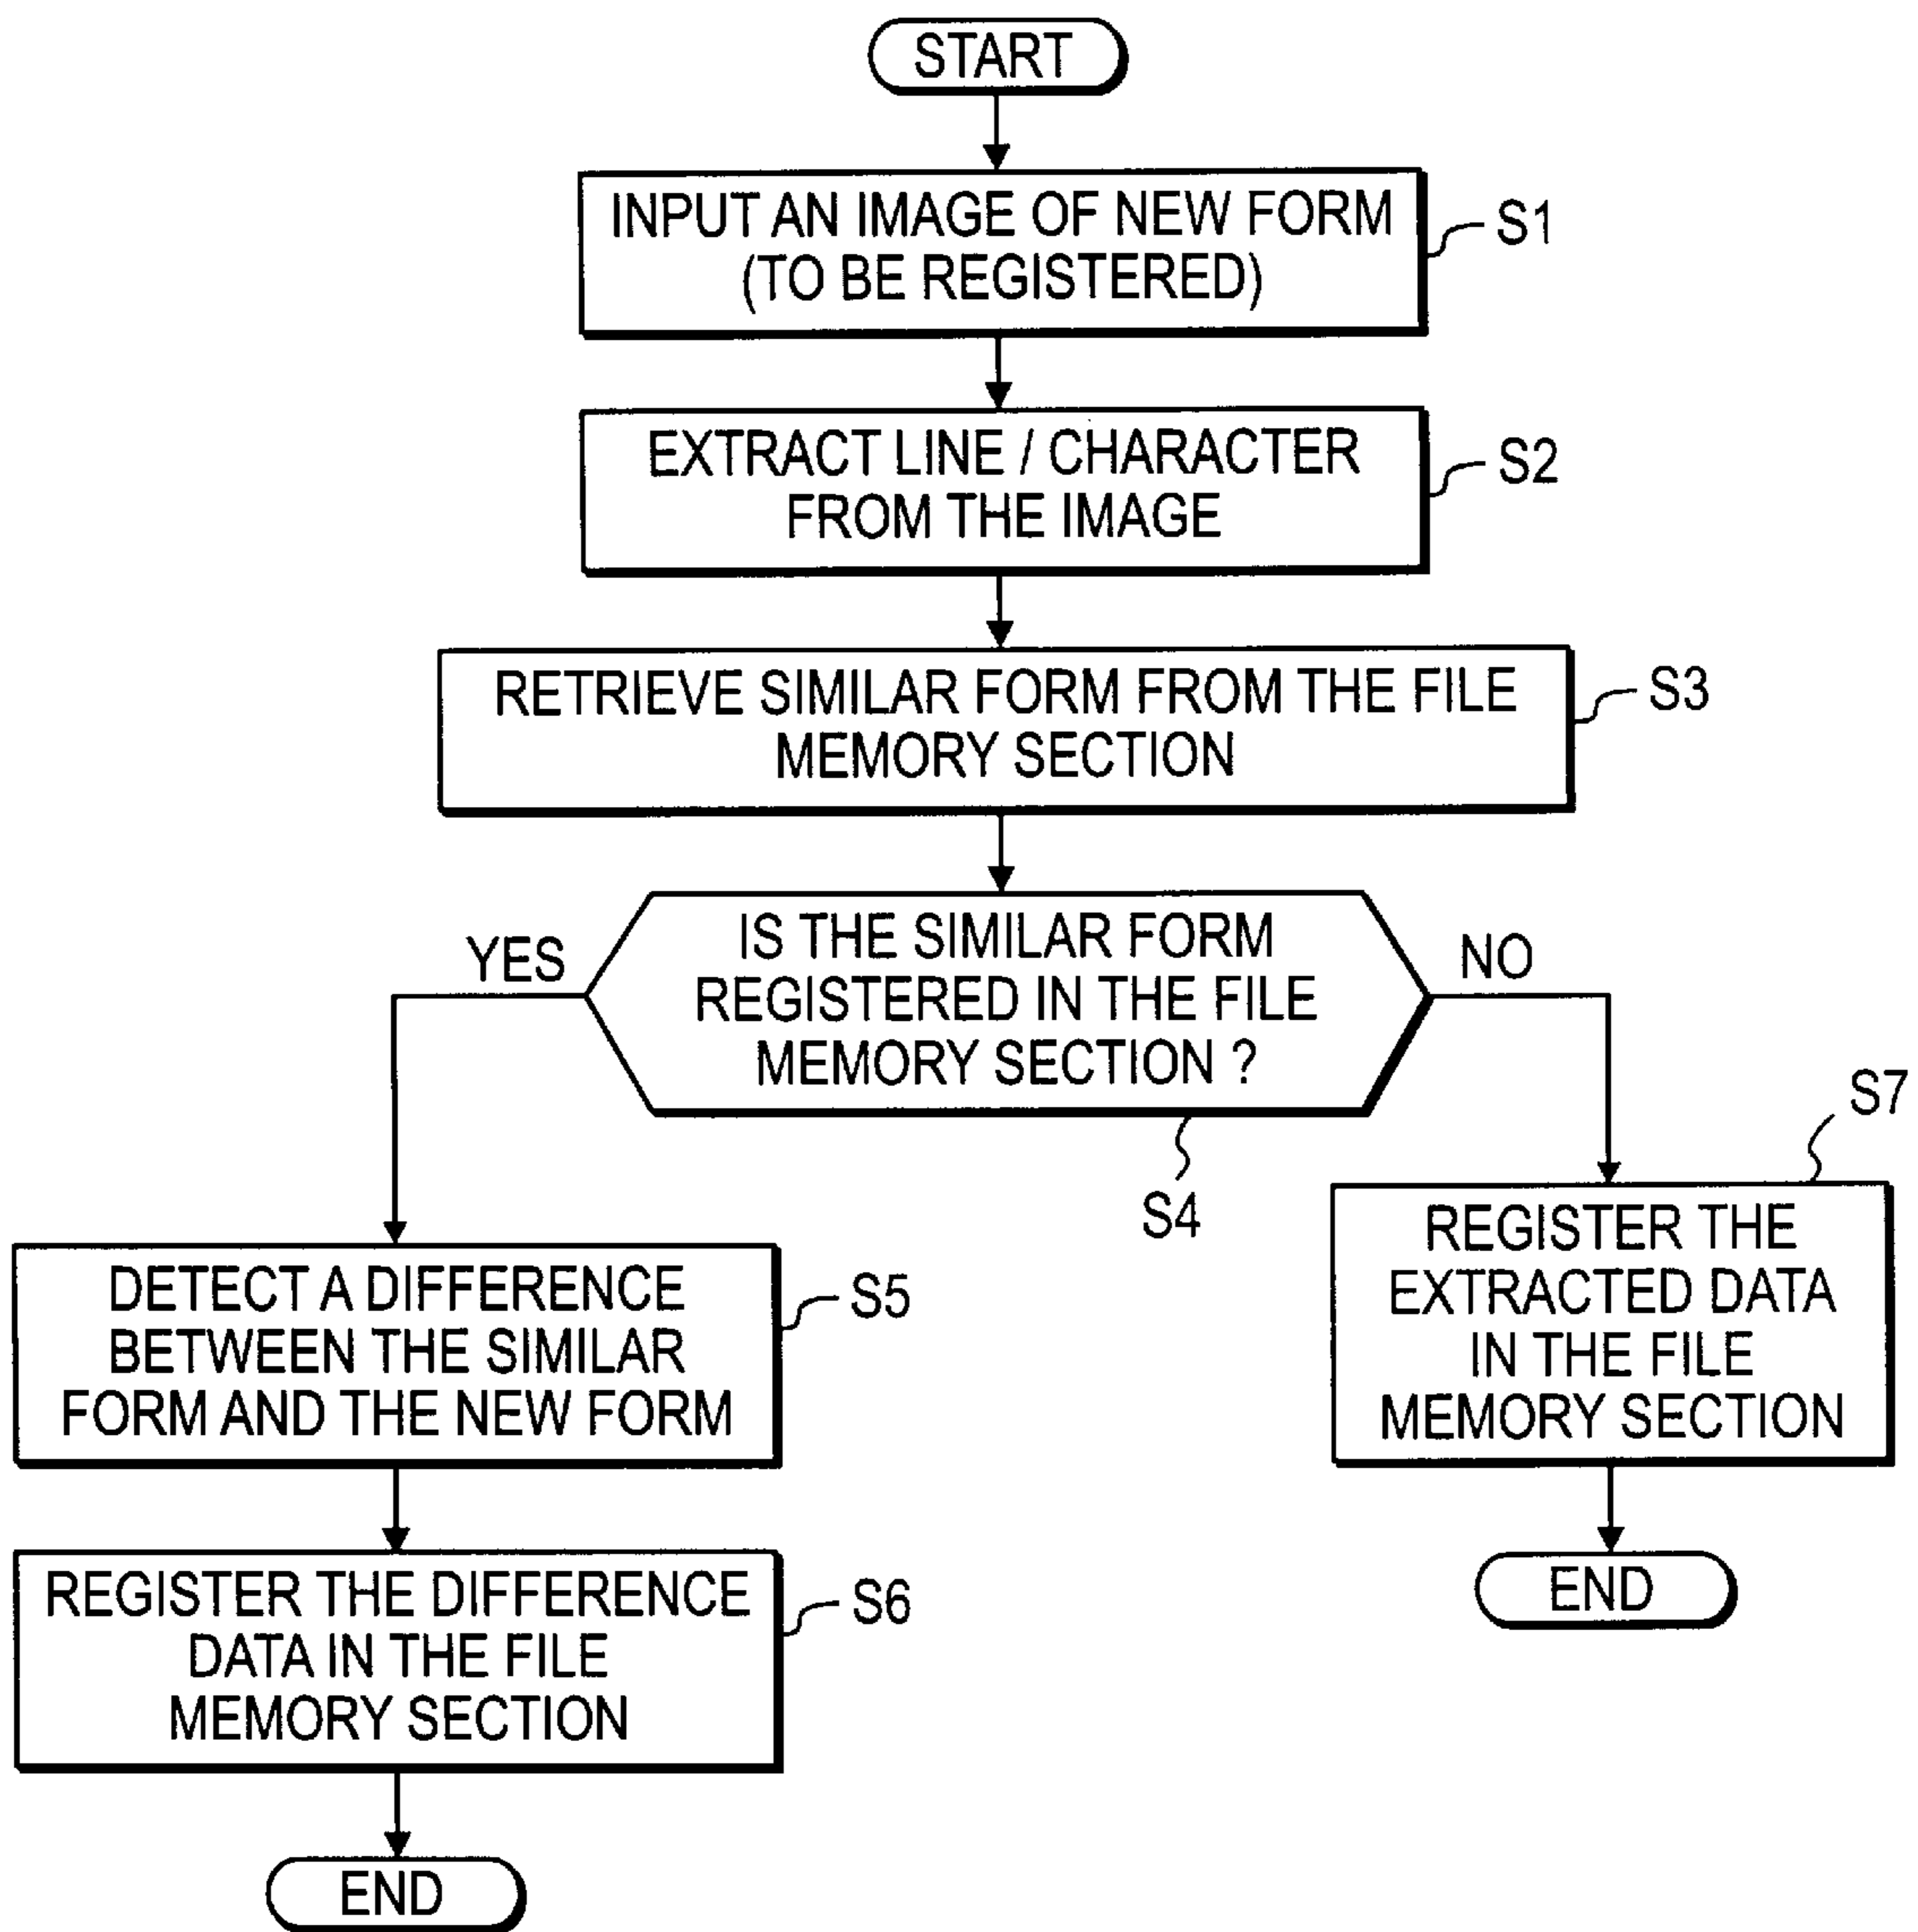 START
INPUT AN IMAGE OF NEW FORM
(TO BE REGISTERED)
S1
EXTRACT LINE / CHARACTER
FROM THE IMAGE
S2
RETRIEVE SIMILAR FORM FROM THE FILE
MEMORY SECTION
S3
IS THE SIMILAR FORM
REGISTERED IN THE FILE
MEMORY SECTION ?
S4
YES
NO
DETECT A DIFFERENCE
BETWEEN THE SIMILAR
FORM AND THE NEW FORM
S5
REGISTER THE DIFFERENCE
DATA IN THE FILE
MEMORY SECTION
S6
END
S7
REGISTER THE
EXTRACTED DATA
IN THE FILE
MEMORY SECTION
END